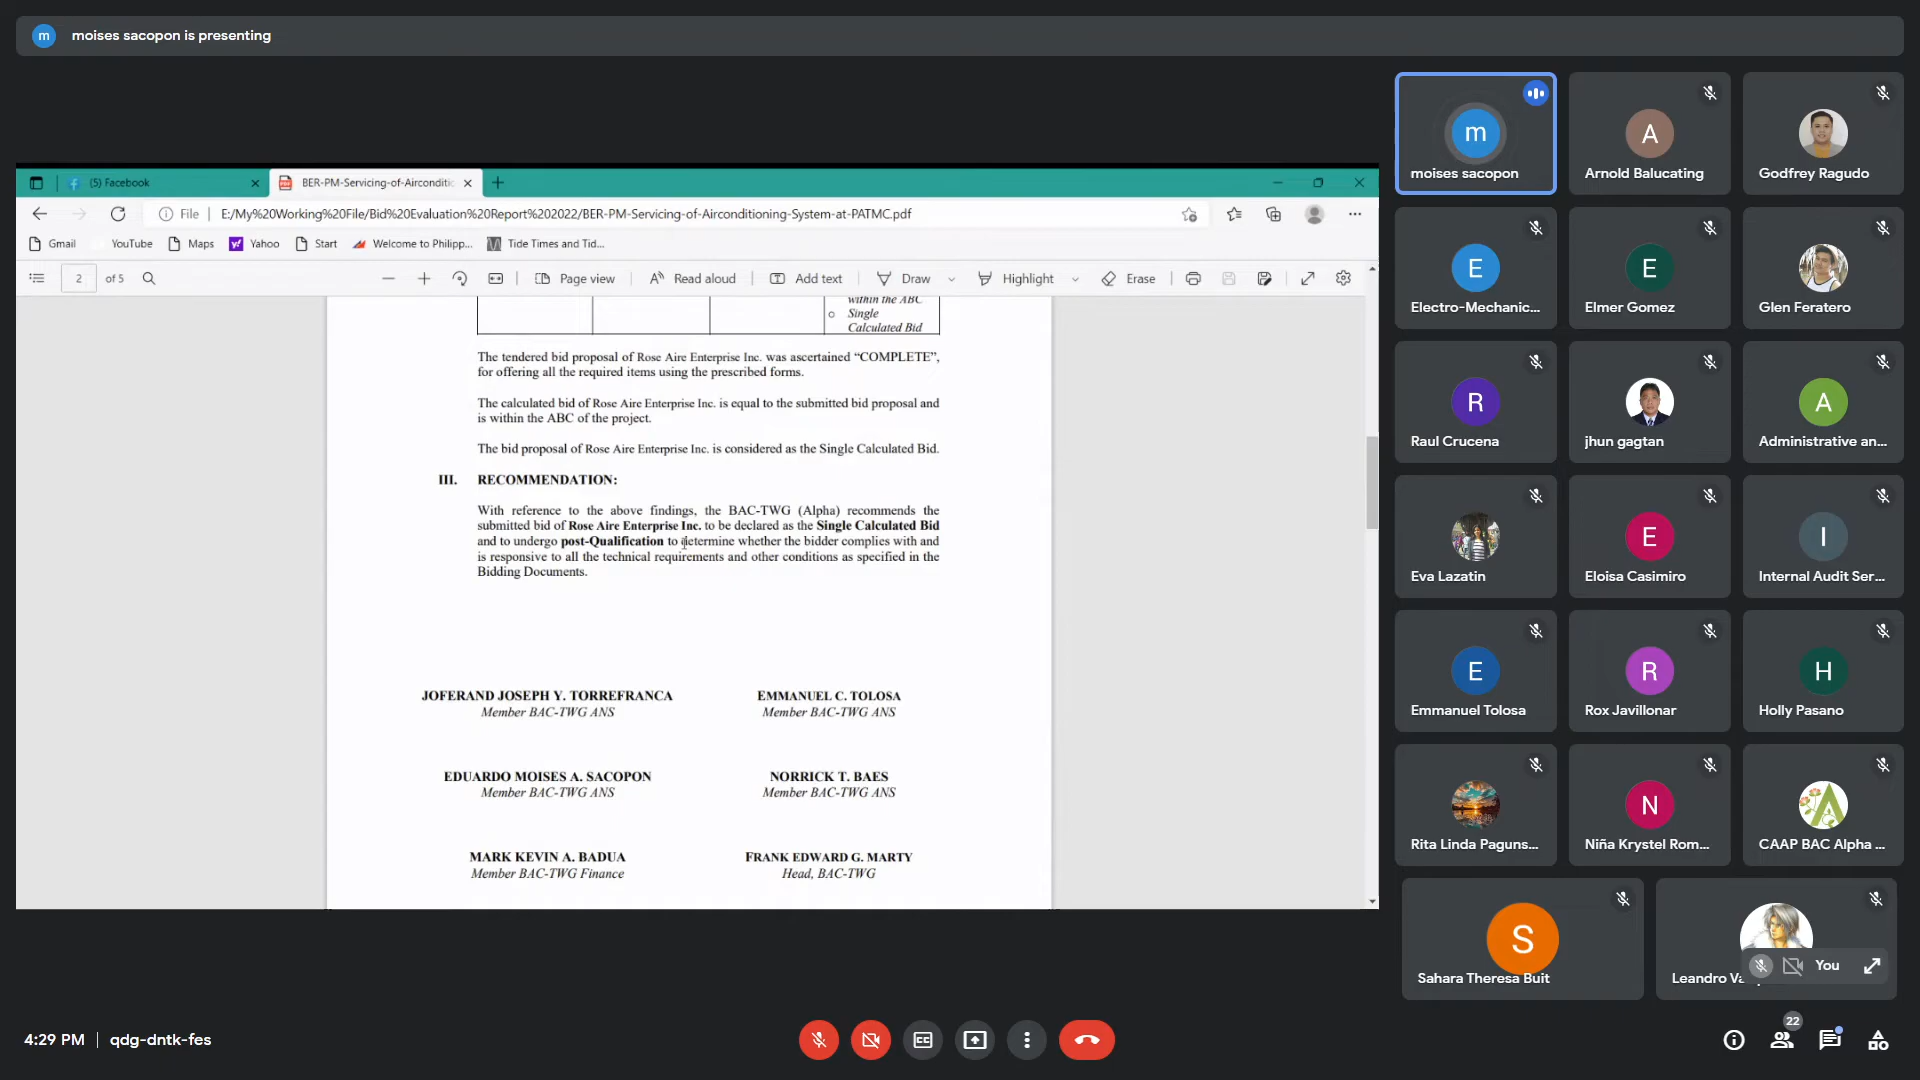 m moises sacopon is presenting
(5) Facebook
BER-PM-Servicing-of-Airconditic
File E:/My%20Working%20File/Bid%20Evaluation%20Report%202022/BER-PM-Servicing-of-Airconditioning-System-at-PATMC.pdf
Gmail YouTube Maps Yahoo Start Welcome to Philipp... Tide Times and Tid...
2 of 5 Page view Read aloud Add text Draw Highlight Erase
within the ABC
o Single
Calculated Bid
The tendered bid proposal of Rose Aire Enterprise Inc. was ascertained “COMPLETE”,
for offering all the required items using the prescribed forms.
The calculated bid of Rose Aire Enterprise Inc. is equal to the submitted bid proposal and
is within the ABC of the project.
The bid proposal of Rose Aire Enterprise Inc. is considered as the Single Calculated Bid.
III. RECOMMENDATION:
With reference to the above findings, the BAC-TWG (Alpha) recommends the
submitted bid of Rose Aire Enterprise Inc. to be declared as the Single Calculated Bid
and to undergo post-Qualification to determine whether the bidder complies with and
is responsive to all the technical requirements and other conditions as specified in the
Bidding Documents.
JOFERAND JOSEPH Y. TORREFRANCA EMMANUEL C. TOLOSA
Member BAC-TWG ANS Member BAC-TWG ANS
EDUARDO MOISES A. SACOPON NORRICK T. BAES
Member BAC-TWG ANS Member BAC-TWG ANS
MARK KEVIN A. BADUA FRANK EDWARD G. MARTY
Member BAC-TWG Finance Head, BAC-TWG
m A
moises sacopon Arnold Balucating Godfrey Ragudo
E E
Electro-Mechanic... Elmer Gomez Glen Feratero
R A
Raul Crucena jhun gagtan Administrative an...
E I
Eva Lazatin Eloisa Casimiro Internal Audit Ser...
E R H
Emmanuel Tolosa Rox Javillonar Holly Pasano
N A
Rita Linda Paguns... Niña Krystel Rom... CAAP BAC Alpha ...
S
You
Sahara Theresa Buit Leandro
4:29 PM qdg-dntk-fes
22